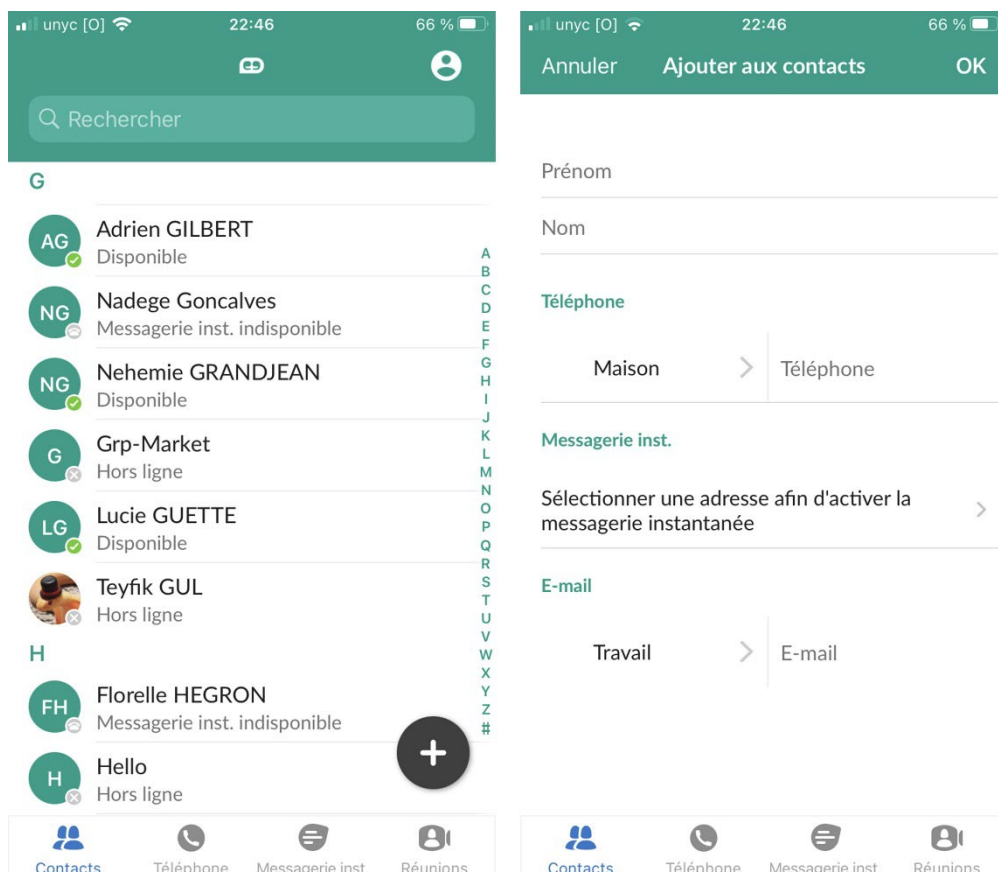 unyc [O] 22:46 66 %
Rechercher
G
AG Adrien GILBERT
Disponible
NG Nadege Goncalves
Messagerie inst. indisponible
NG Nehemie GRANDJEAN
Disponible
G Grp-Market
Hors ligne
LG Lucie GUETTE
Disponible
Teyfik GUL
Hors ligne
H
FH Florelle HEGRON
Messagerie inst. indisponible
H Hello
Hors ligne
A
B
C
D
E
F
G
H
I
J
K
L
M
N
O
P
Q
R
S
T
U
V
W
X
Y
Z
#
+
Contacts Téléphone Messagerie inst. Réunions
unyc [O] 22:46 66 %
Annuler Ajouter aux contacts OK
Prénom
Nom
Téléphone
Maison Téléphone
Messagerie inst.
Sélectionner une adresse afin d'activer la
messagerie instantanée
E-mail
Travail E-mail
Contacts Téléphone Messagerie inst. Réunions